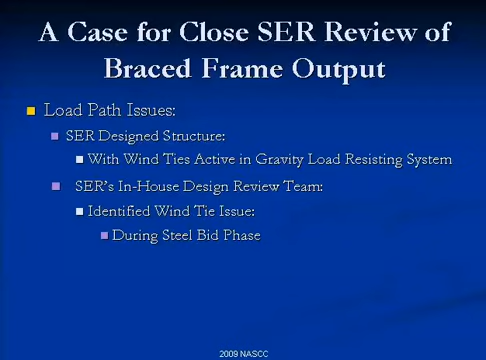 A Case for Close SER Review of
Braced Frame Output
Load Path Issues:
SER Designed Structure:
With Wind Ties Active in Gravity Load Resisting System
SER's In-House Design Review Team:
Identified Wind Tie Issue:
During Steel Bid Phase
2009 NASCC